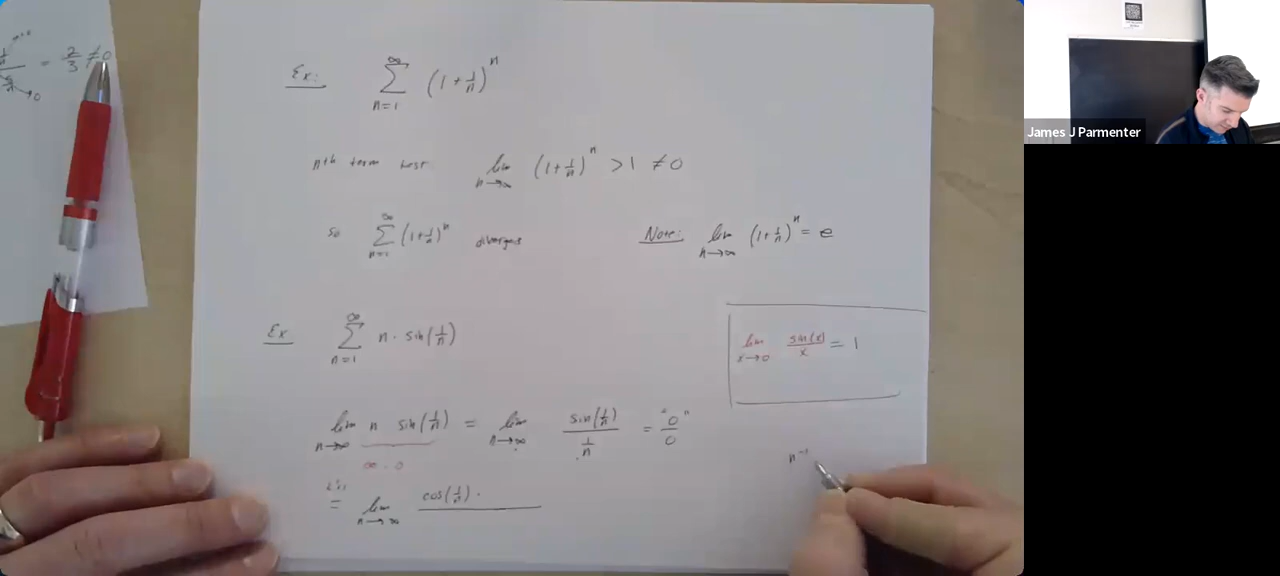 = 2/3 ≠ 0
Ex: ∑_{n=1}^{∞} (1 + 1/n)^n
nth term test lim_{n→∞} (1 + 1/n)^n > 1 ≠ 0
so ∑_{n=1}^{∞} (1 + 1/n)^n diverges
Note: lim_{n→∞} (1 + 1/n)^n = e
Ex ∑_{n=1}^{∞} n · sin(1/n)
lim_{x→0} sin(x)/x = 1
lim_{n→∞} n sin(1/n) = lim_{n→∞} sin(1/n) / (1/n) = "0"/0
∞ · 0
= lim_{n→∞} cos(1/n) ·
n^{-1}
James J Parmenter